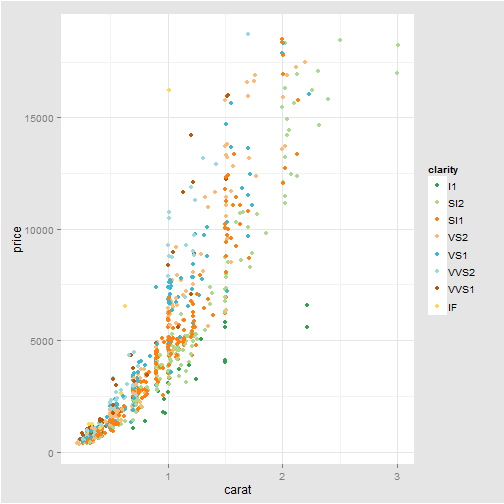 15000
10000
5000
0
price
1
2
3
carat
clarity
I1
SI2
SI1
VS2
VS1
VVS2
VVS1
IF